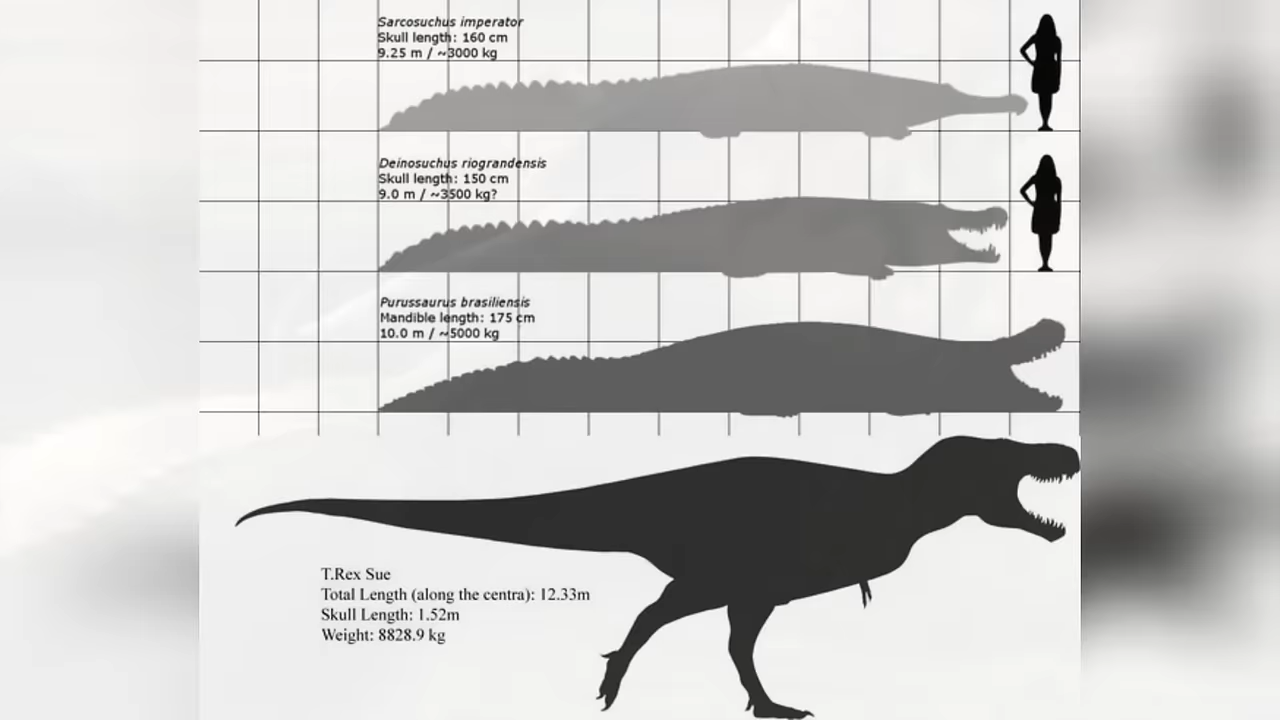 Sarcosuchus imperator
Skull length: 160 cm
9.25 m / ~3000 kg
Deinosuchus riograndensis
Skull length: 150 cm
9.0 m / ~3500 kg?
Purussaurus brasiliensis
Mandible length: 175 cm
10.0 m / ~5000 kg
T.Rex Sue
Total Length (along the centra): 12.33m
Skull Length: 1.52m
Weight: 8828.9 kg